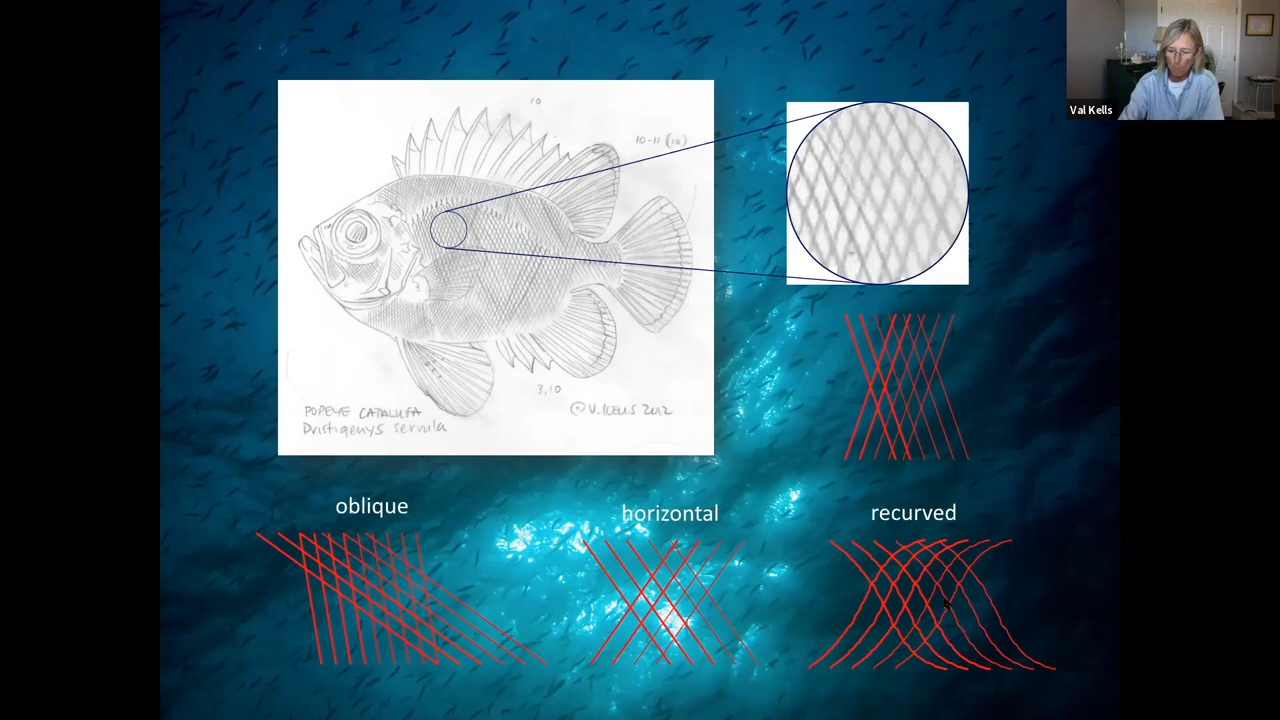 Val Kells
10
10-11 (10)
3,10
POPEYE CATALUFA
© V. KELLS 2012
Pristigenys serrula
oblique
horizontal
recurved